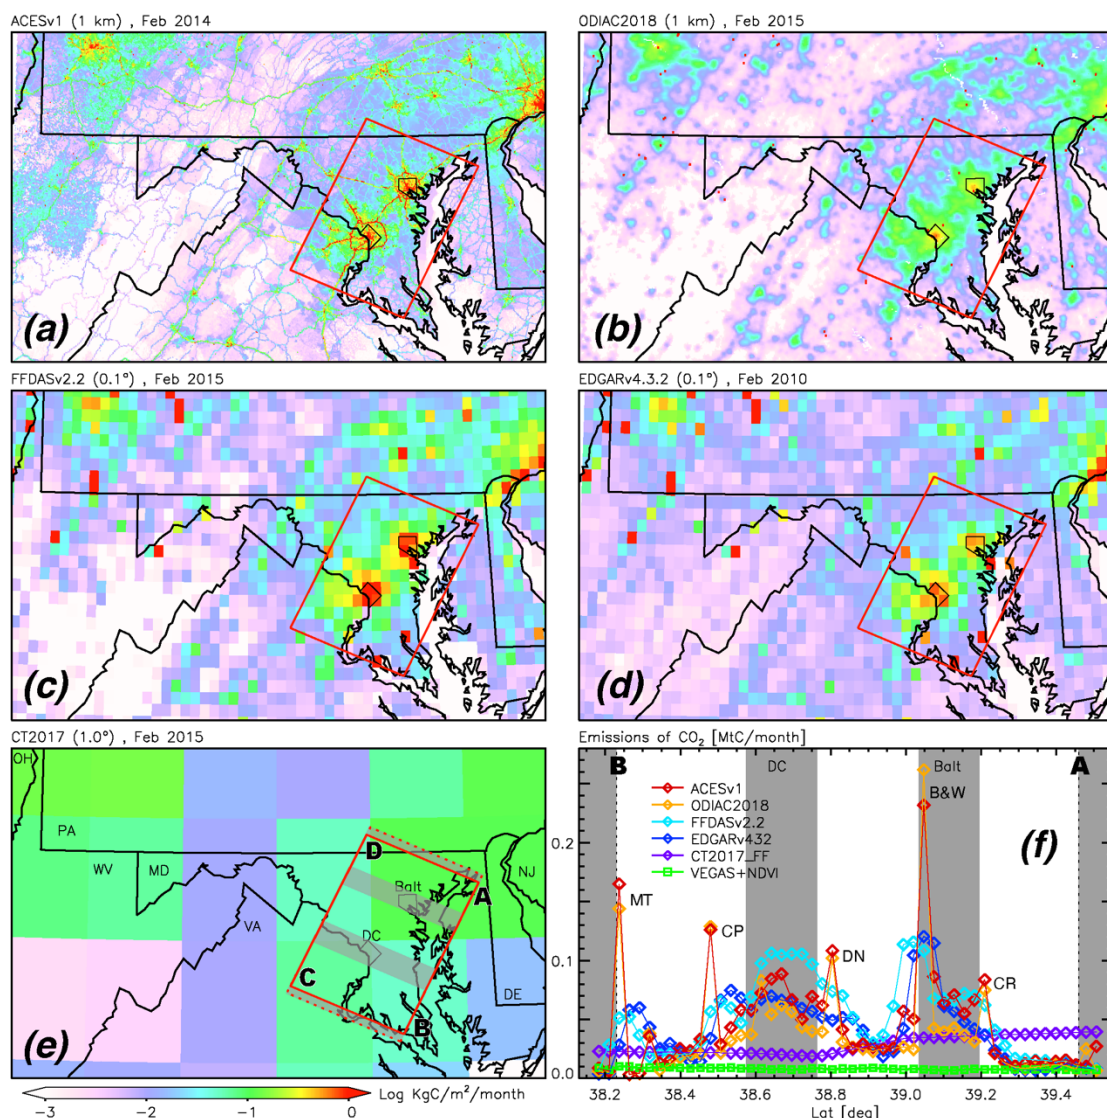 ACESv1 (1 km) , Feb 2014
(a)
ODIAC2018 (1 km) , Feb 2015
(b)
FFDASv2.2 (0.1°) , Feb 2015
(c)
EDGARv4.3.2 (0.1°) , Feb 2010
(d)
CT2017 (1.0°) , Feb 2015
OH
PA
WV
MD
VA
NJ
DE
D
Balt
A
DC
C
B
(e)
−3 −2 −1 0
Log KgC/m²/month
Emissions of CO₂ [MtC/month]
B DC Balt A
ACESv1
ODIAC2018
FFDASv2.2
EDGARv432
CT2017_FF
VEGAS+NDVI
B&W
(f)
MT
CP
DN
CR
0.2
0.1
0.0
38.2 38.4 38.6 38.8 39.0 39.2 39.4
Lat [deg]